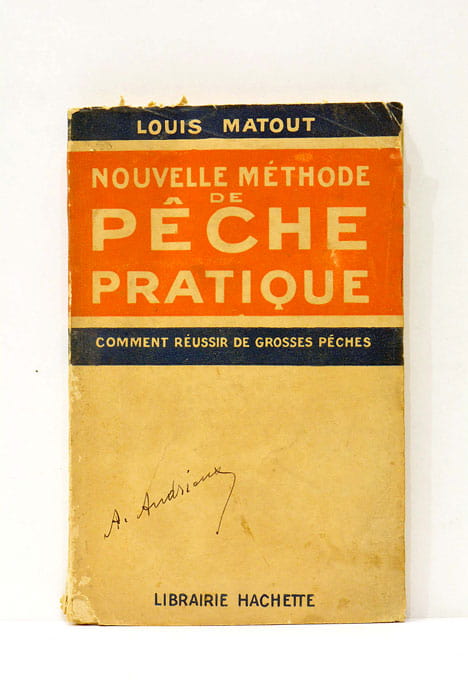 LOUIS MATOUT
NOUVELLE MÉTHODE
DE
PÊCHE
PRATIQUE
COMMENT RÉUSSIR DE GROSSES PÊCHES
A. Andrieux
LIBRAIRIE HACHETTE